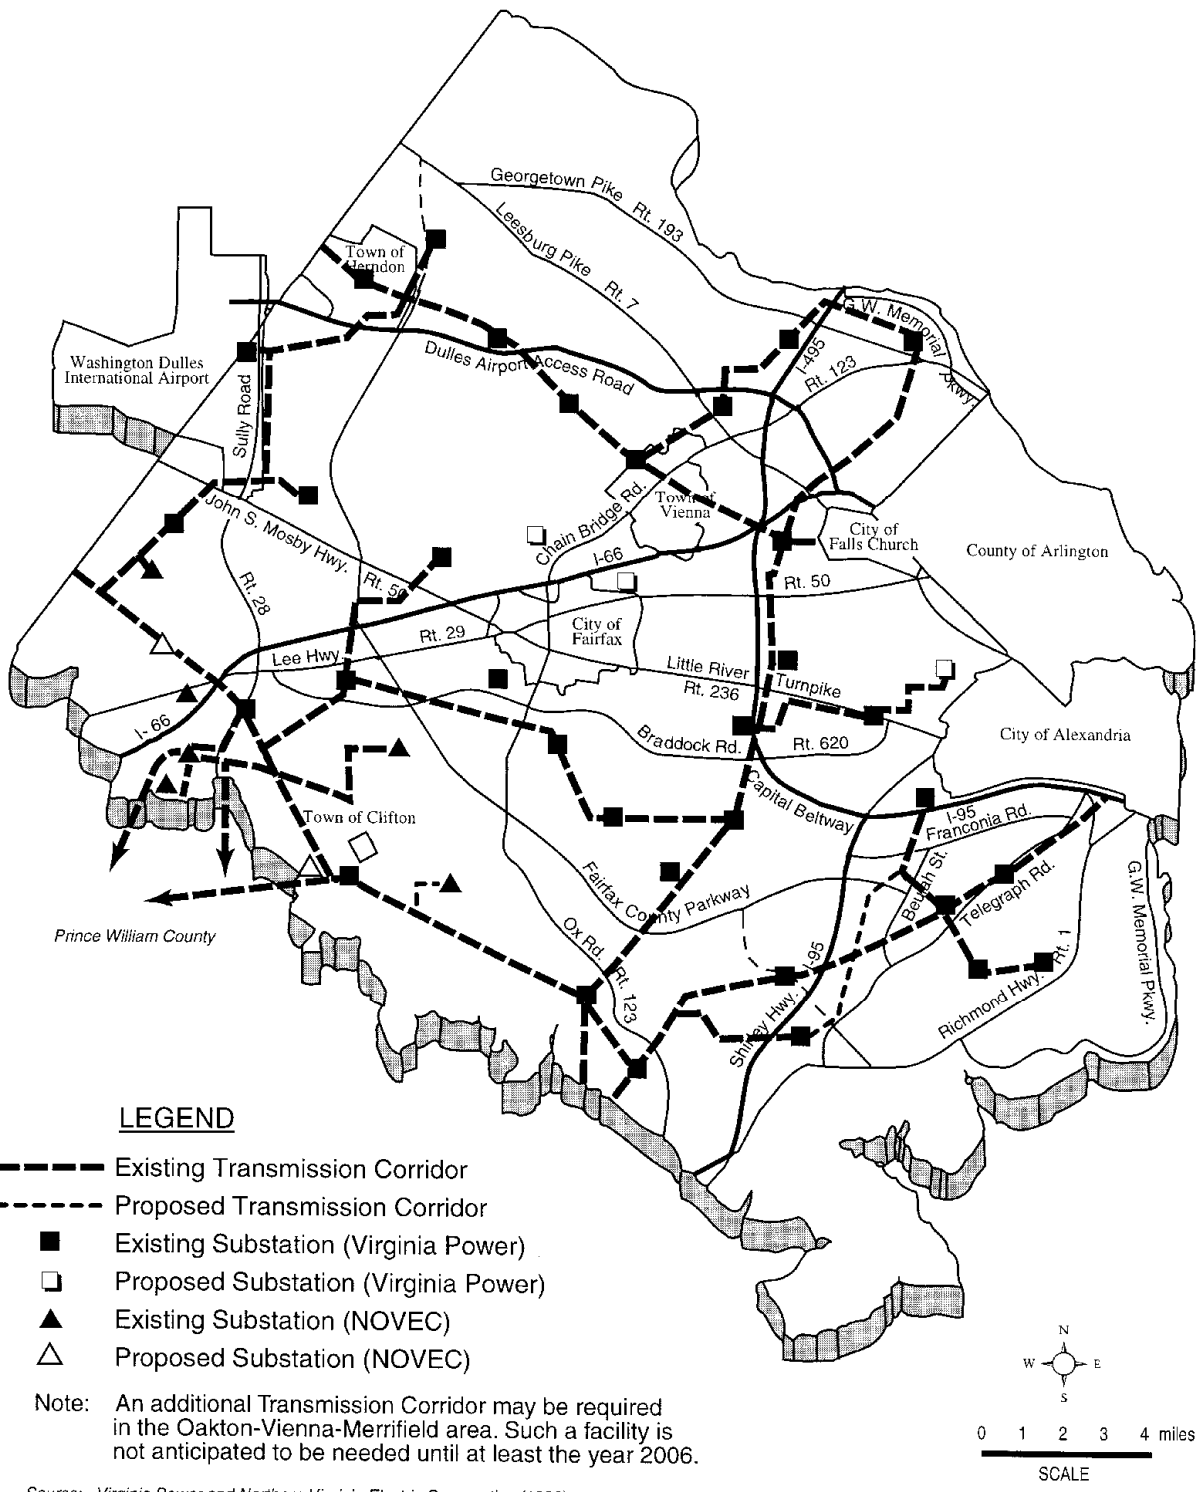 Georgetown Pike Rt. 193
Leesburg Pike Rt. 7
Town of
Herndon
G.W. Memorial Pkwy.
Washington Dulles
International Airport
Dulles Airport Access Road
I-495
Rt. 123
Sully Road
John S. Mosby Hwy. Rt. 50
Chain Bridge Rd.
Town of
Vienna
City of
Falls Church
County of Arlington
I-66
Rt. 50
Rt. 28
City of
Fairfax
Rt. 29
Lee Hwy.
Little River Turnpike
Rt. 236
I-66
Braddock Rd.
Rt. 620
City of Alexandria
Capital Beltway
Town of Clifton
I-95
Franconia Rd.
Beulah St.
Telegraph Rd.
Fairfax County Parkway
G.W. Memorial Pkwy.
Prince William County
Ox Rd. Rt. 123
I-95
Shirley Hwy.
Rt. 1
Richmond Hwy.
LEGEND
Existing Transmission Corridor
Proposed Transmission Corridor
Existing Substation (Virginia Power)
Proposed Substation (Virginia Power)
Existing Substation (NOVEC)
Proposed Substation (NOVEC)
Note: An additional Transmission Corridor may be required
in the Oakton-Vienna-Merrifield area. Such a facility is
not anticipated to be needed until at least the year 2006.
N
W E
S
0 1 2 3 4 miles
SCALE